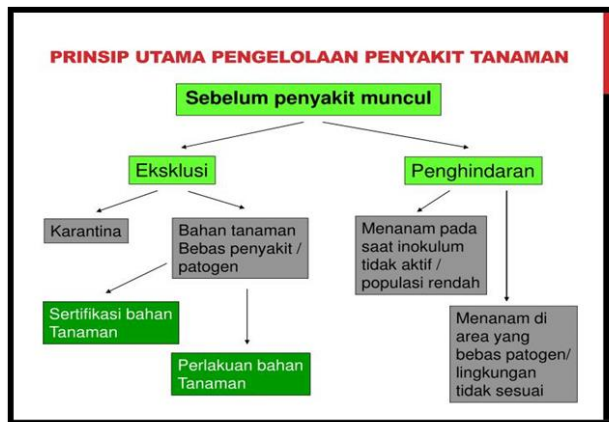 PRINSIP UTAMA PENGELOLAAN PENYAKIT TANAMAN
Sebelum penyakit muncul
Eksklusi
Penghindaran
Karantina
Bahan tanaman
Bebas penyakit /
patogen
Menanam pada
saat inokulum
tidak aktif /
populasi rendah
Sertifikasi bahan
Tanaman
Perlakuan bahan
Tanaman
Menanam di
area yang
bebas patogen/
lingkungan
tidak sesuai